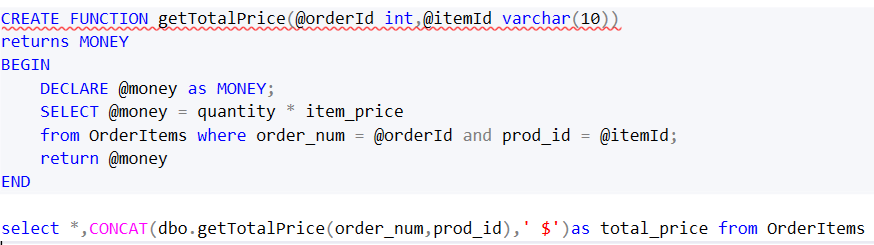 CREATE FUNCTION getTotalPrice(@orderId int,@itemId varchar(10))
returns MONEY
BEGIN
    DECLARE @money as MONEY;
    SELECT @money = quantity * item_price
    from OrderItems where order_num = @orderId and prod_id = @itemId;
    return @money
END

select *,CONCAT(dbo.getTotalPrice(order_num,prod_id),' $')as total_price from OrderItems